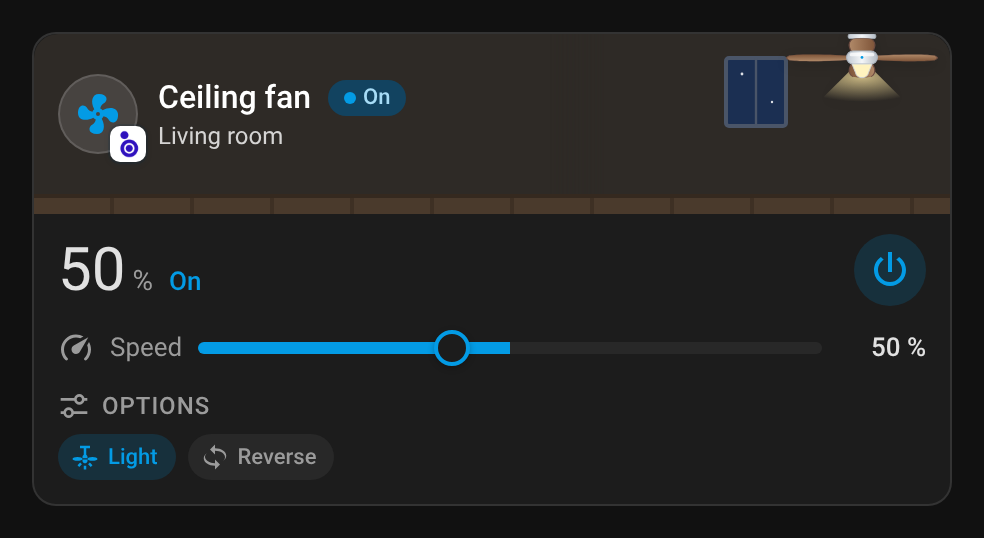 Ceiling fan
On
Living room
50 % On
Speed 50 %
OPTIONS
Light Reverse